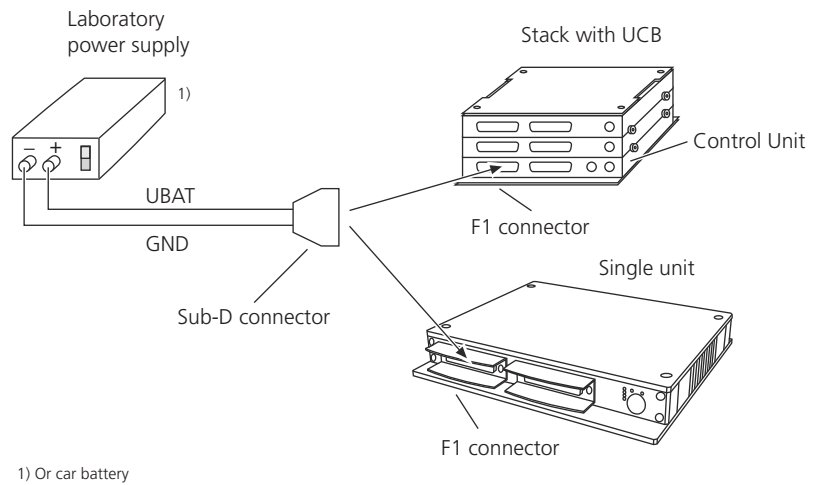 Laboratory
power supply
1)
Stack with UCB
– +
Control Unit
UBAT
GND
F1 connector
Single unit
Sub-D connector
F1 connector
1) Or car battery